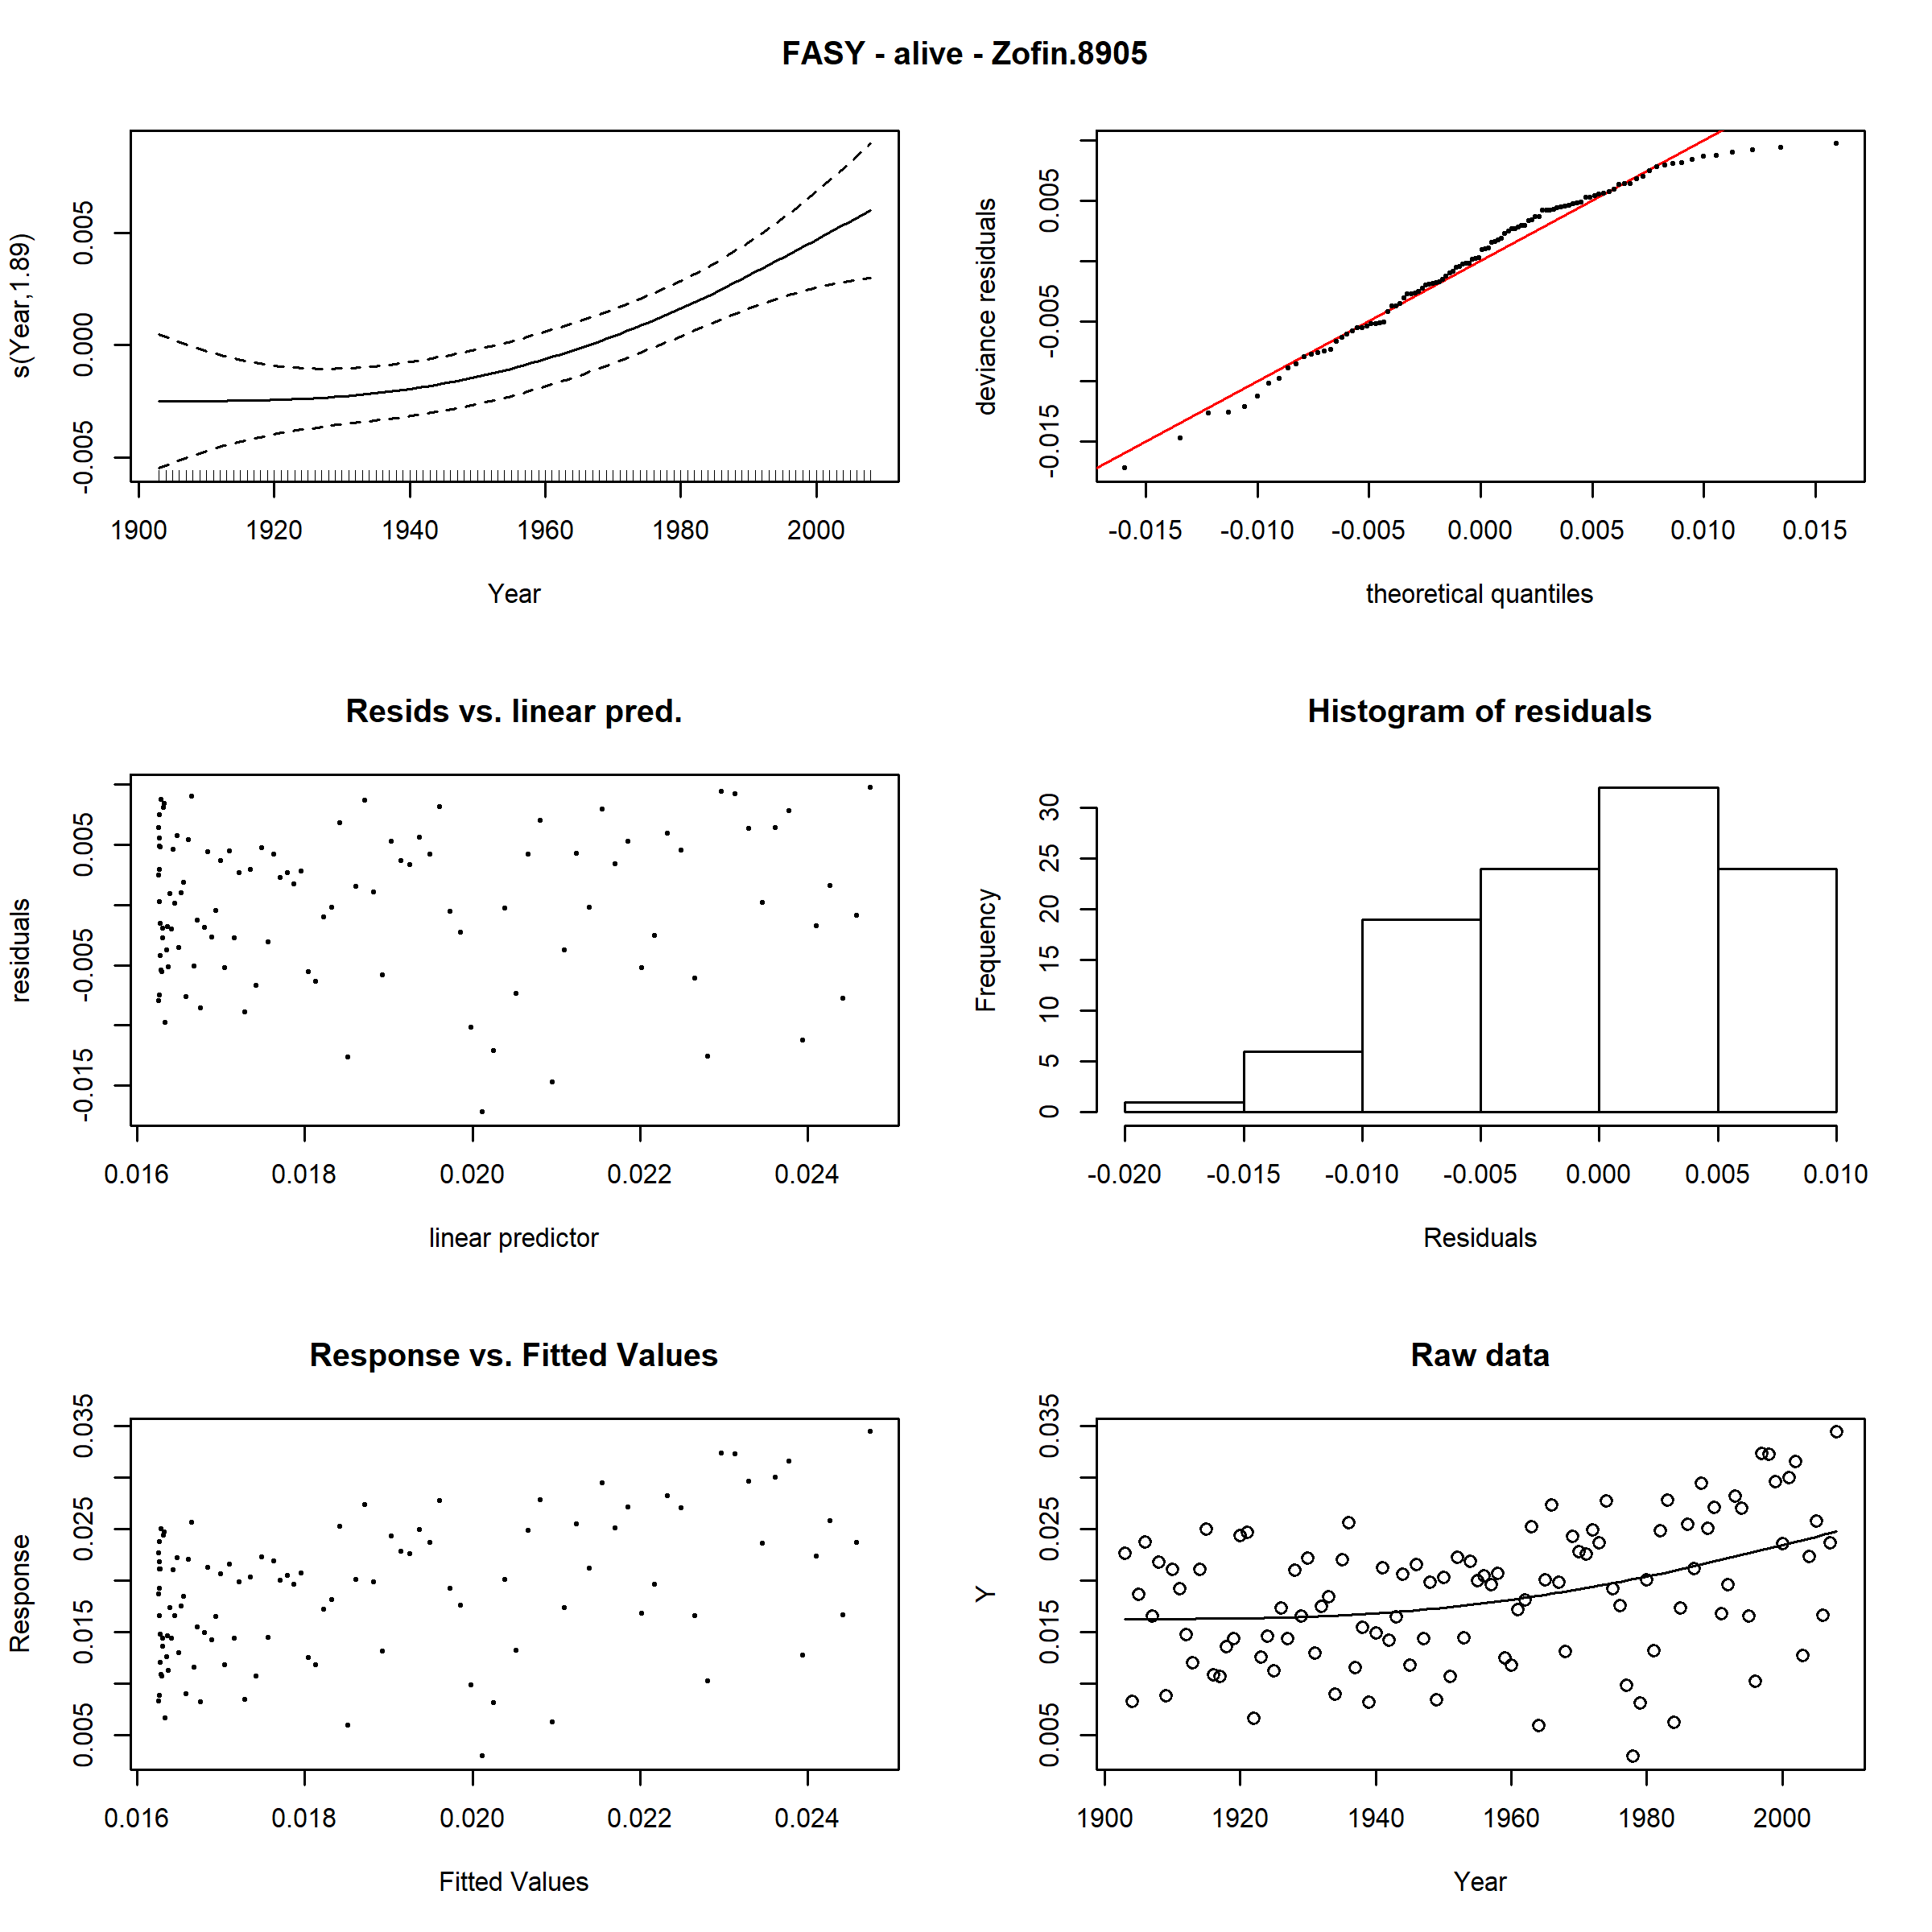 FASY - alive - Zofin.8905
s(Year,1.89)
-0.005 0.000 0.005
1900 1920 1940 1960 1980 2000
Year
deviance residuals
-0.015 -0.005 0.005
-0.015 -0.010 -0.005 0.000 0.005 0.010 0.015
theoretical quantiles
Resids vs. linear pred.
residuals
-0.015 -0.005 0.005
0.016 0.018 0.020 0.022 0.024
linear predictor
Histogram of residuals
Frequency
0 5 10 15 20 25 30
-0.020 -0.015 -0.010 -0.005 0.000 0.005 0.010
Residuals
Response vs. Fitted Values
Response
0.005 0.015 0.025 0.035
0.016 0.018 0.020 0.022 0.024
Fitted Values
Raw data
Y
0.005 0.015 0.025 0.035
1900 1920 1940 1960 1980 2000
Year